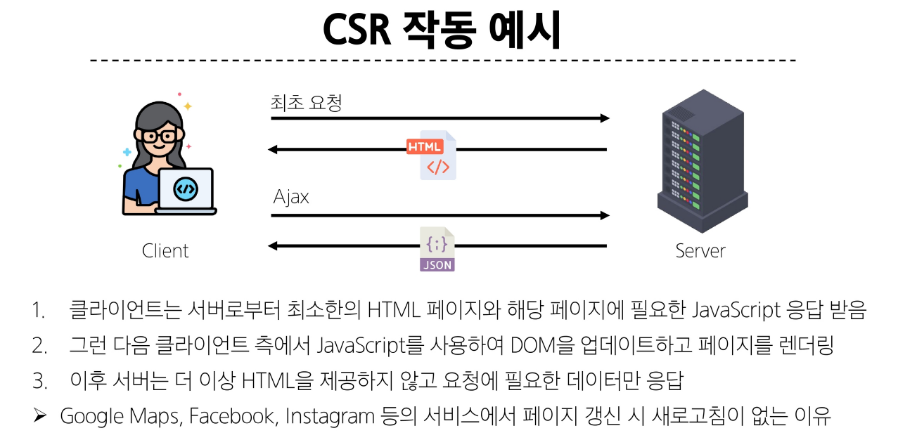 CSR 작동 예시
최초 요청
HTML
</>
Ajax
</>
{;}
JSON
Client
Server
1. 클라이언트는 서버로부터 최소한의 HTML 페이지와 해당 페이지에 필요한 JavaScript 응답 받음
2. 그런 다음 클라이언트 측에서 JavaScript를 사용하여 DOM을 업데이트하고 페이지를 렌더링
3. 이후 서버는 더 이상 HTML을 제공하지 않고 요청에 필요한 데이터만 응답
➢ Google Maps, Facebook, Instagram 등의 서비스에서 페이지 갱신 시 새로고침이 없는 이유